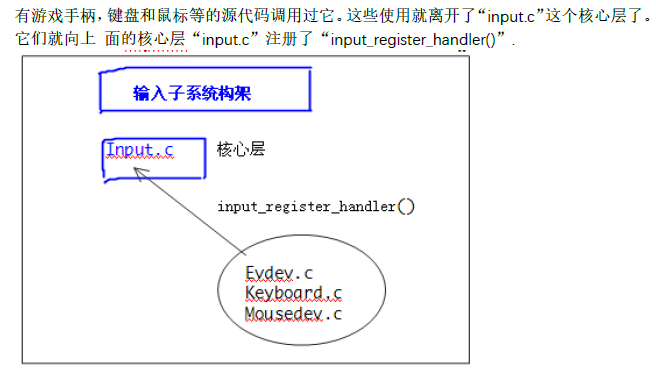 有游戏手柄，键盘和鼠标等的源代码调用过它。这些使用就离开了“input.c”这个核心层了。
它们就向上 面的核心层“input.c”注册了“input_register_handler()”.
输入子系统构架
Input.c 核心层
input_register_handler()
Evdev.c
Keyboard.c
Mousedev.c